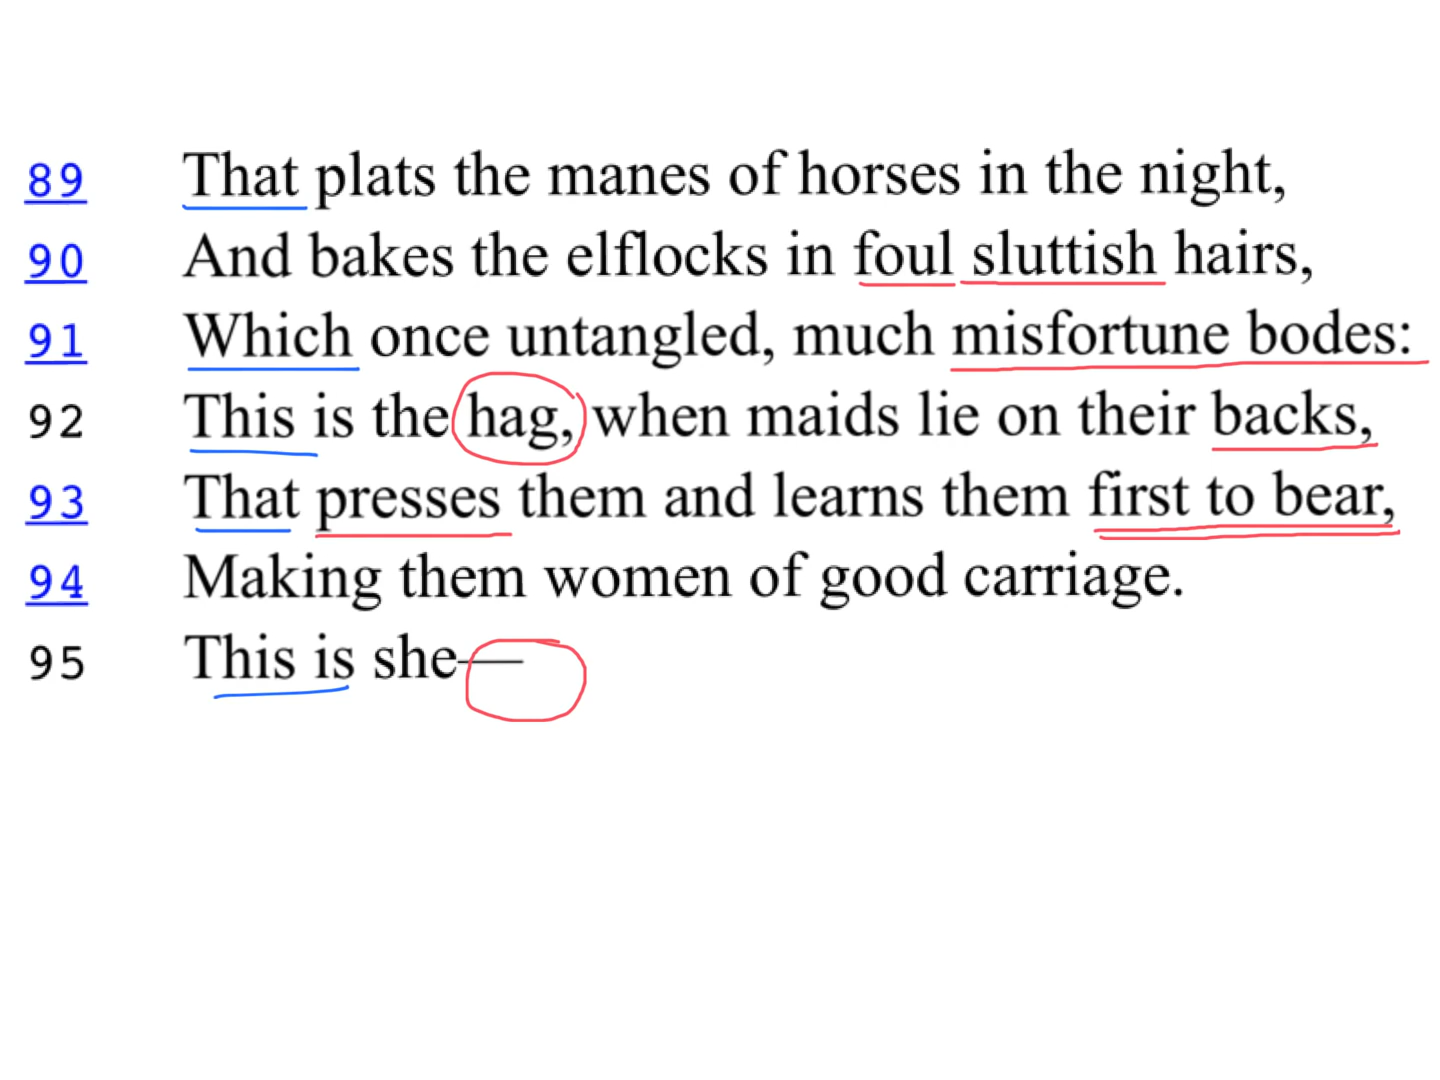 89 That plats the manes of horses in the night,
90 And bakes the elflocks in foul sluttish hairs,
91 Which once untangled, much misfortune bodes:
92 This is the hag, when maids lie on their backs,
93 That presses them and learns them first to bear,
94 Making them women of good carriage.
95 This is she—